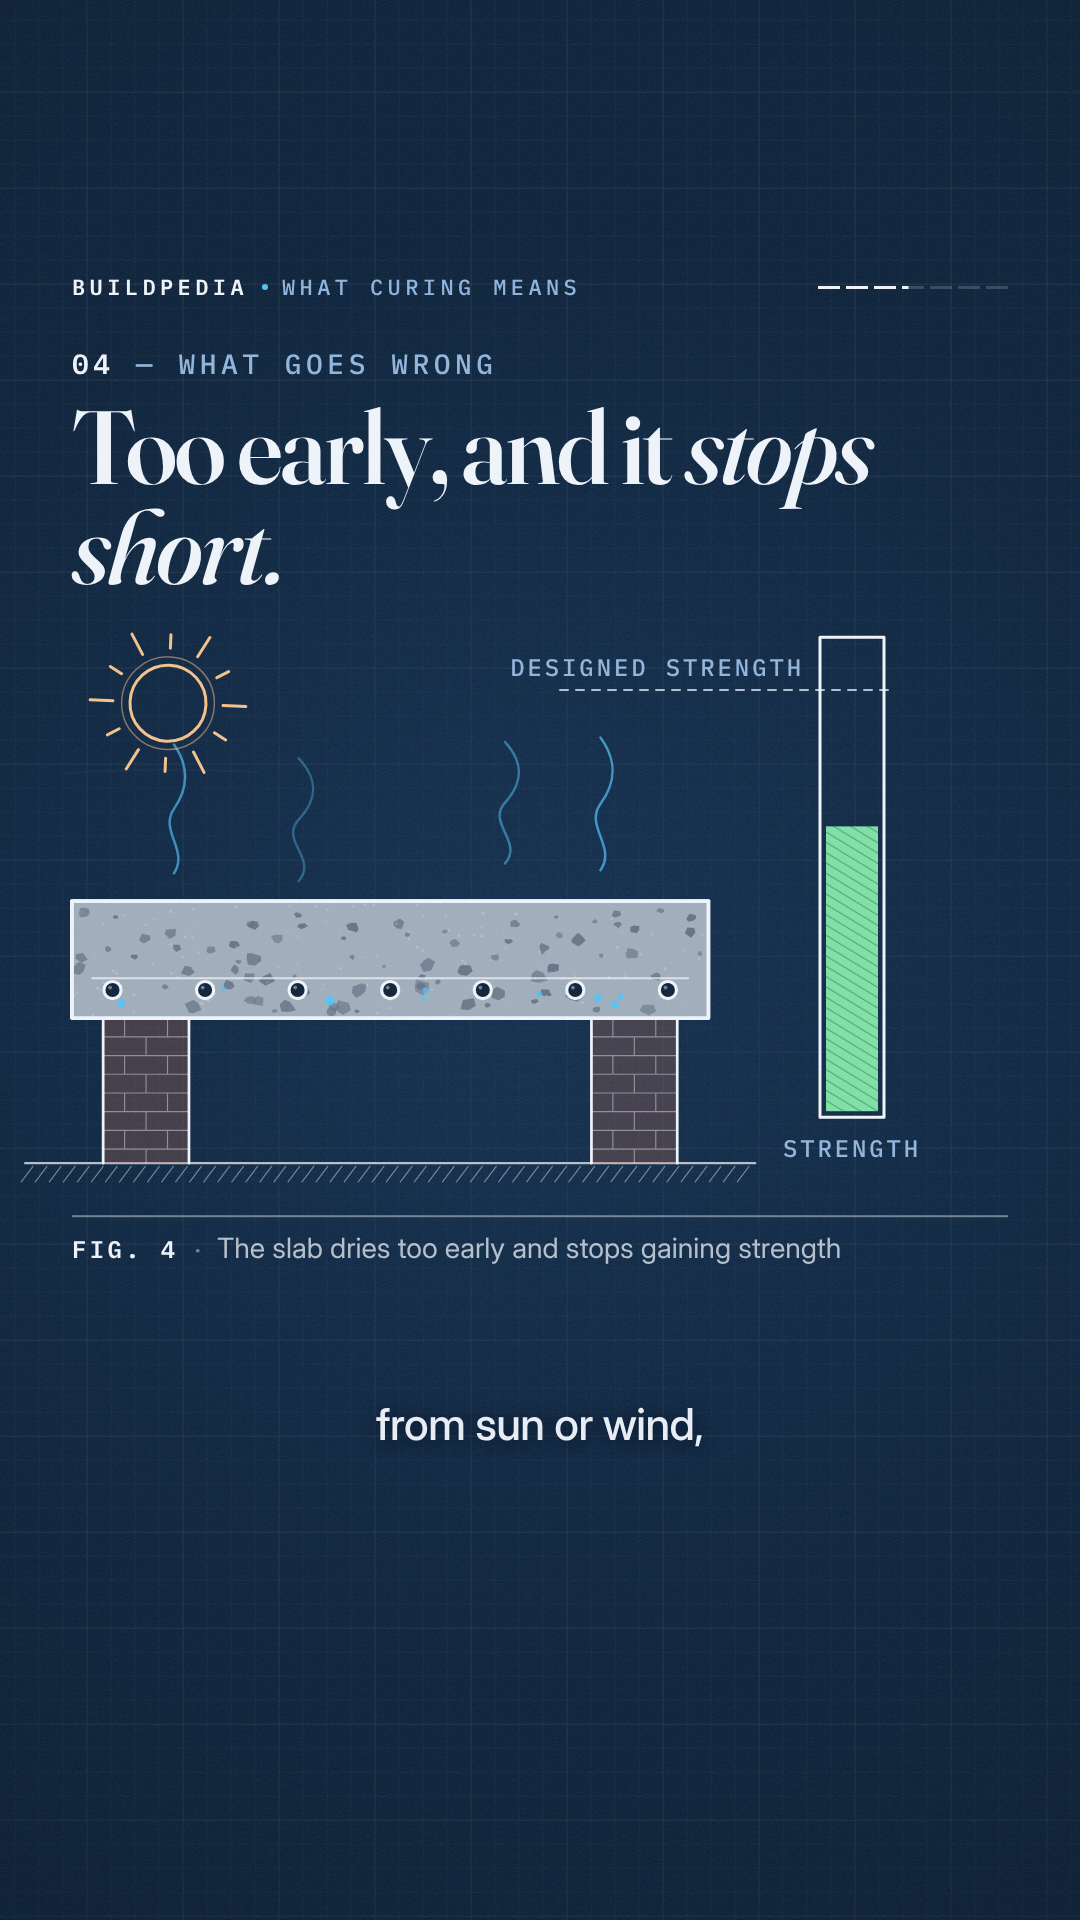 BUILDPEDIA • WHAT CURING MEANS
04 — WHAT GOES WRONG
Too early, and it stops
short.
DESIGNED STRENGTH
STRENGTH
FIG. 4 · The slab dries too early and stops gaining strength
from sun or wind,